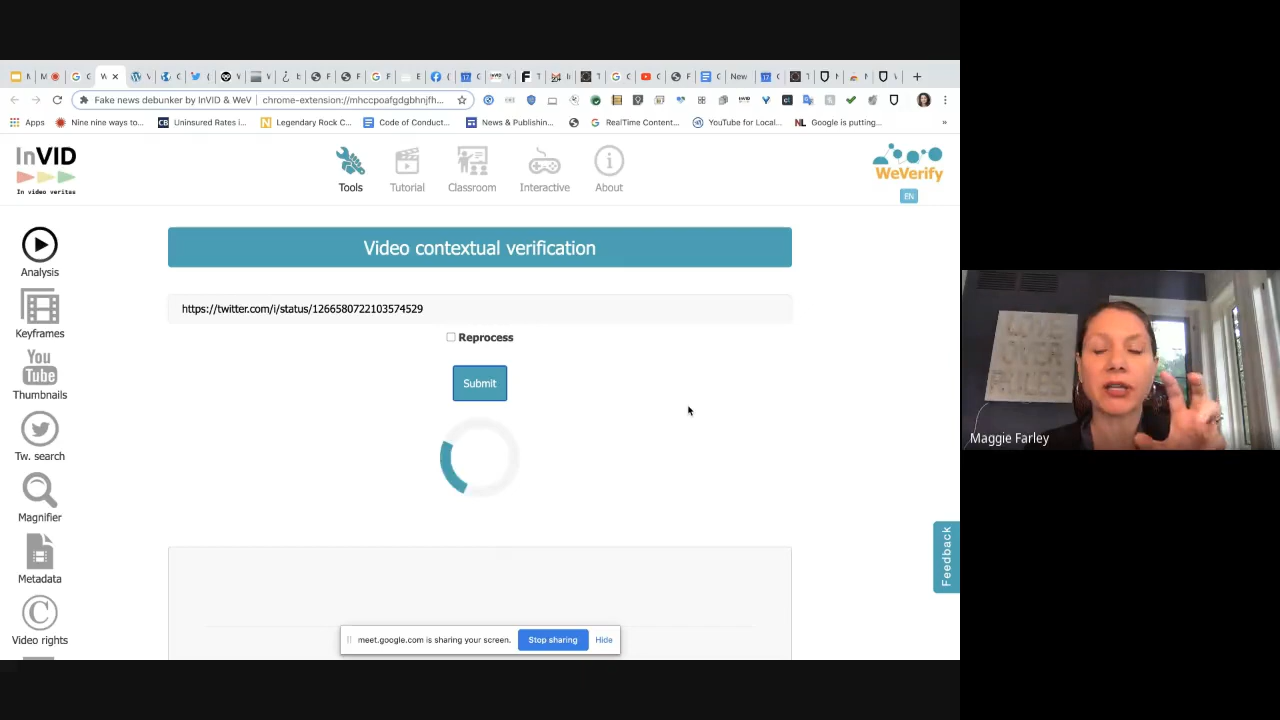 Fake news debunker by InVID & WeV
chrome-extension://mhccpoafgdgbhnjfh...
Apps
Nine nine ways to...
Uninsured Rates i...
Legendary Rock C...
Code of Conduct...
News & Publishin...
RealTime Content...
YouTube for Local...
Google is putting...
»
InVID
In video veritas
Tools
Tutorial
Classroom
Interactive
About
WeVerify
EN
Analysis
Keyframes
You
Tube
Thumbnails
Tw. search
Magnifier
Metadata
Video rights
Video contextual verification
https://twitter.com/i/status/1266580722103574529
Reprocess
Submit
Feedback
meet.google.com is sharing your screen.
Stop sharing
Hide
LOVE
OVER
RULES
Maggie Farley